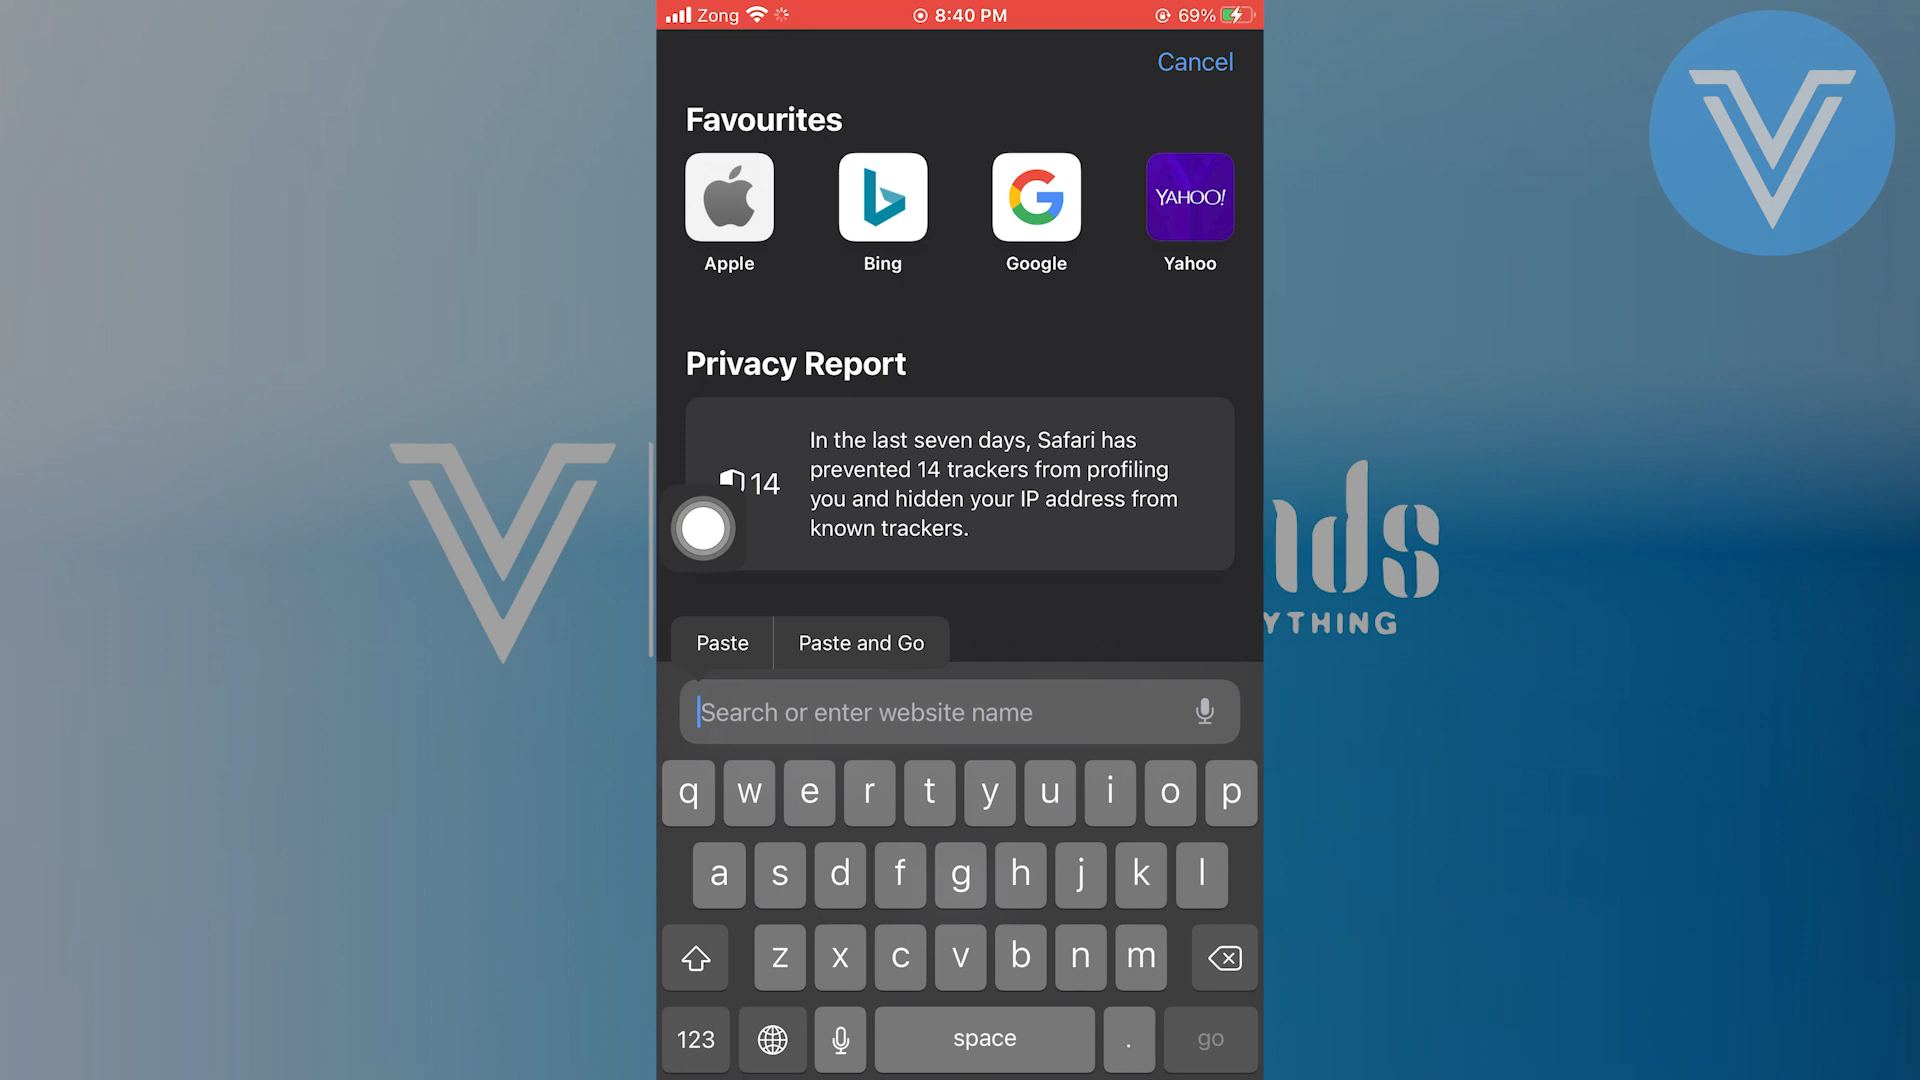 Zong
8:40 PM
69%
Cancel
Favourites
YAHOO!
Apple
Bing
Google
Yahoo
Privacy Report
14
In the last seven days, Safari has
prevented 14 trackers from profiling
you and hidden your IP address from
known trackers.
Paste
Paste and Go
Search or enter website name
nds
YTHING
q w e r t y u i o p
a s d f g h j k l
z x c v b n m
123
space
.
go